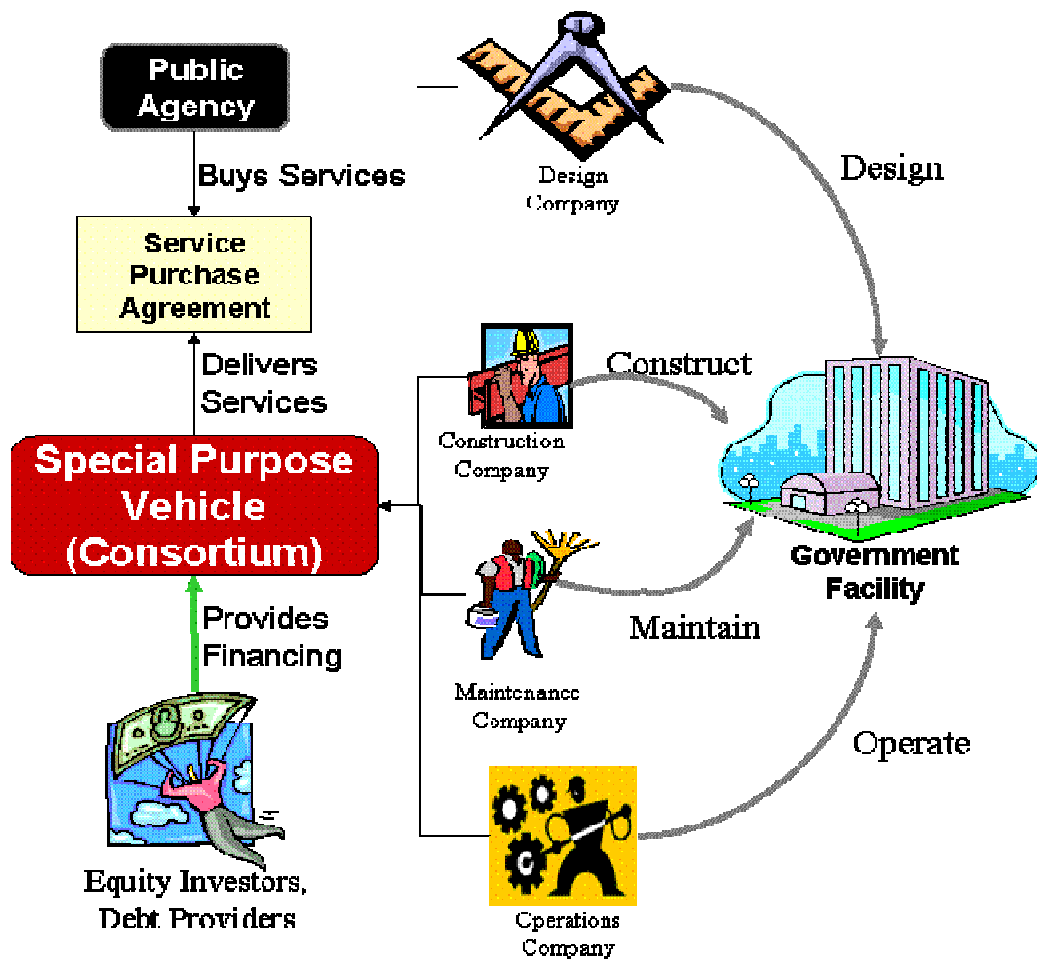 Public
Agency
Buys Services
Service
Purchase
Agreement
Delivers
Services
Special Purpose
Vehicle
(Consortium)
Provides
Financing
Equity Investors,
Debt Providers
Design
Company
Design
Construction
Company
Construct
Maintenance
Company
Maintain
Operations
Company
Operate
Government
Facility